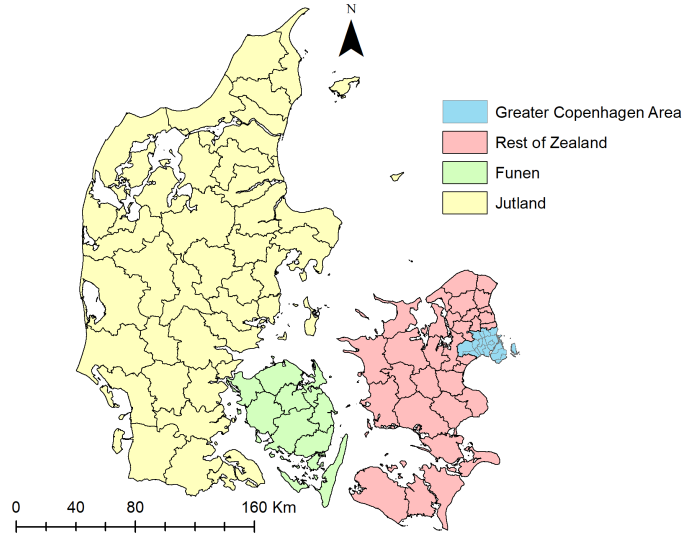 N
Greater Copenhagen Area
Rest of Zealand
Funen
Jutland
0 40 80 160 Km